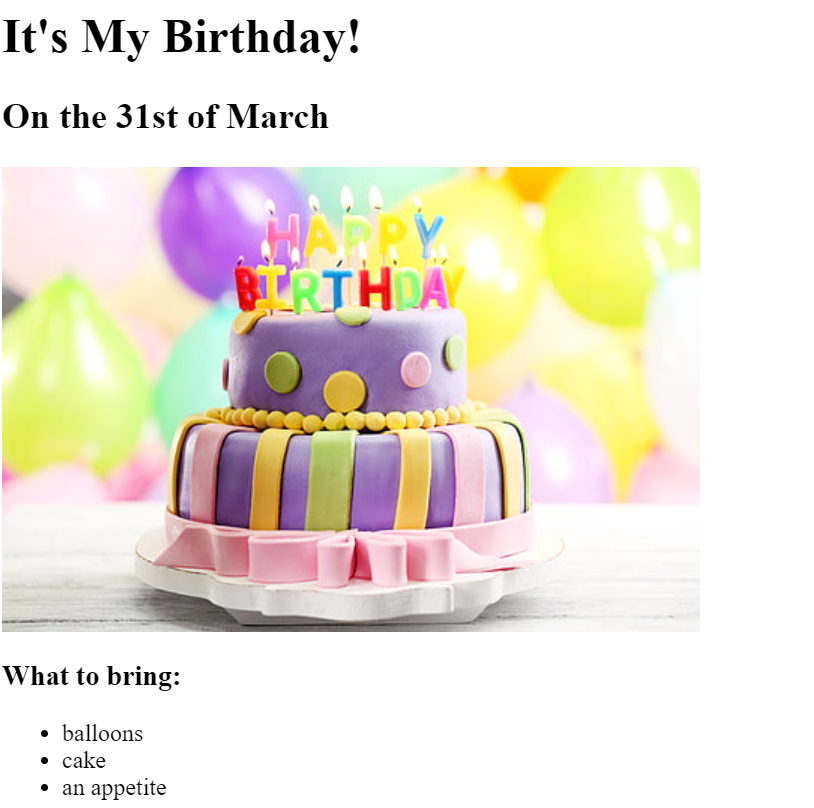 It's My Birthday!
On the 31st of March
HAPPY
BIRTHDAY
What to bring:
balloons
cake
an appetite